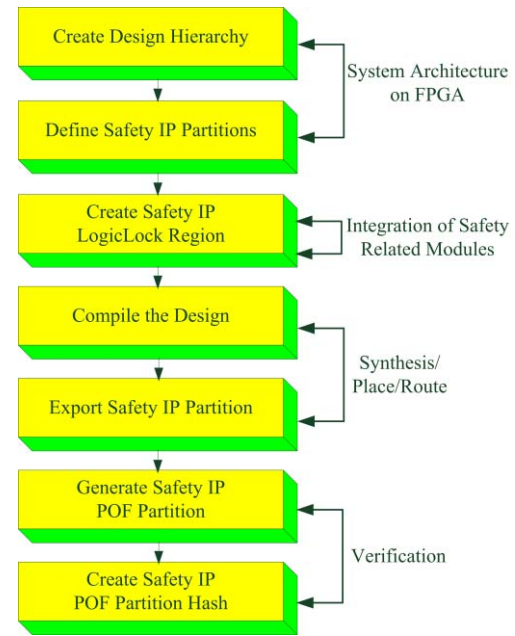 Create Design Hierarchy
System Architecture
on FPGA
Define Safety IP Partitions
Create Safety IP
LogicLock Region
Integration of Safety
Related Modules
Compile the Design
Synthesis/
Place/Route
Export Safety IP Partition
Generate Safety IP
POF Partition
Verification
Create Safety IP
POF Partition Hash